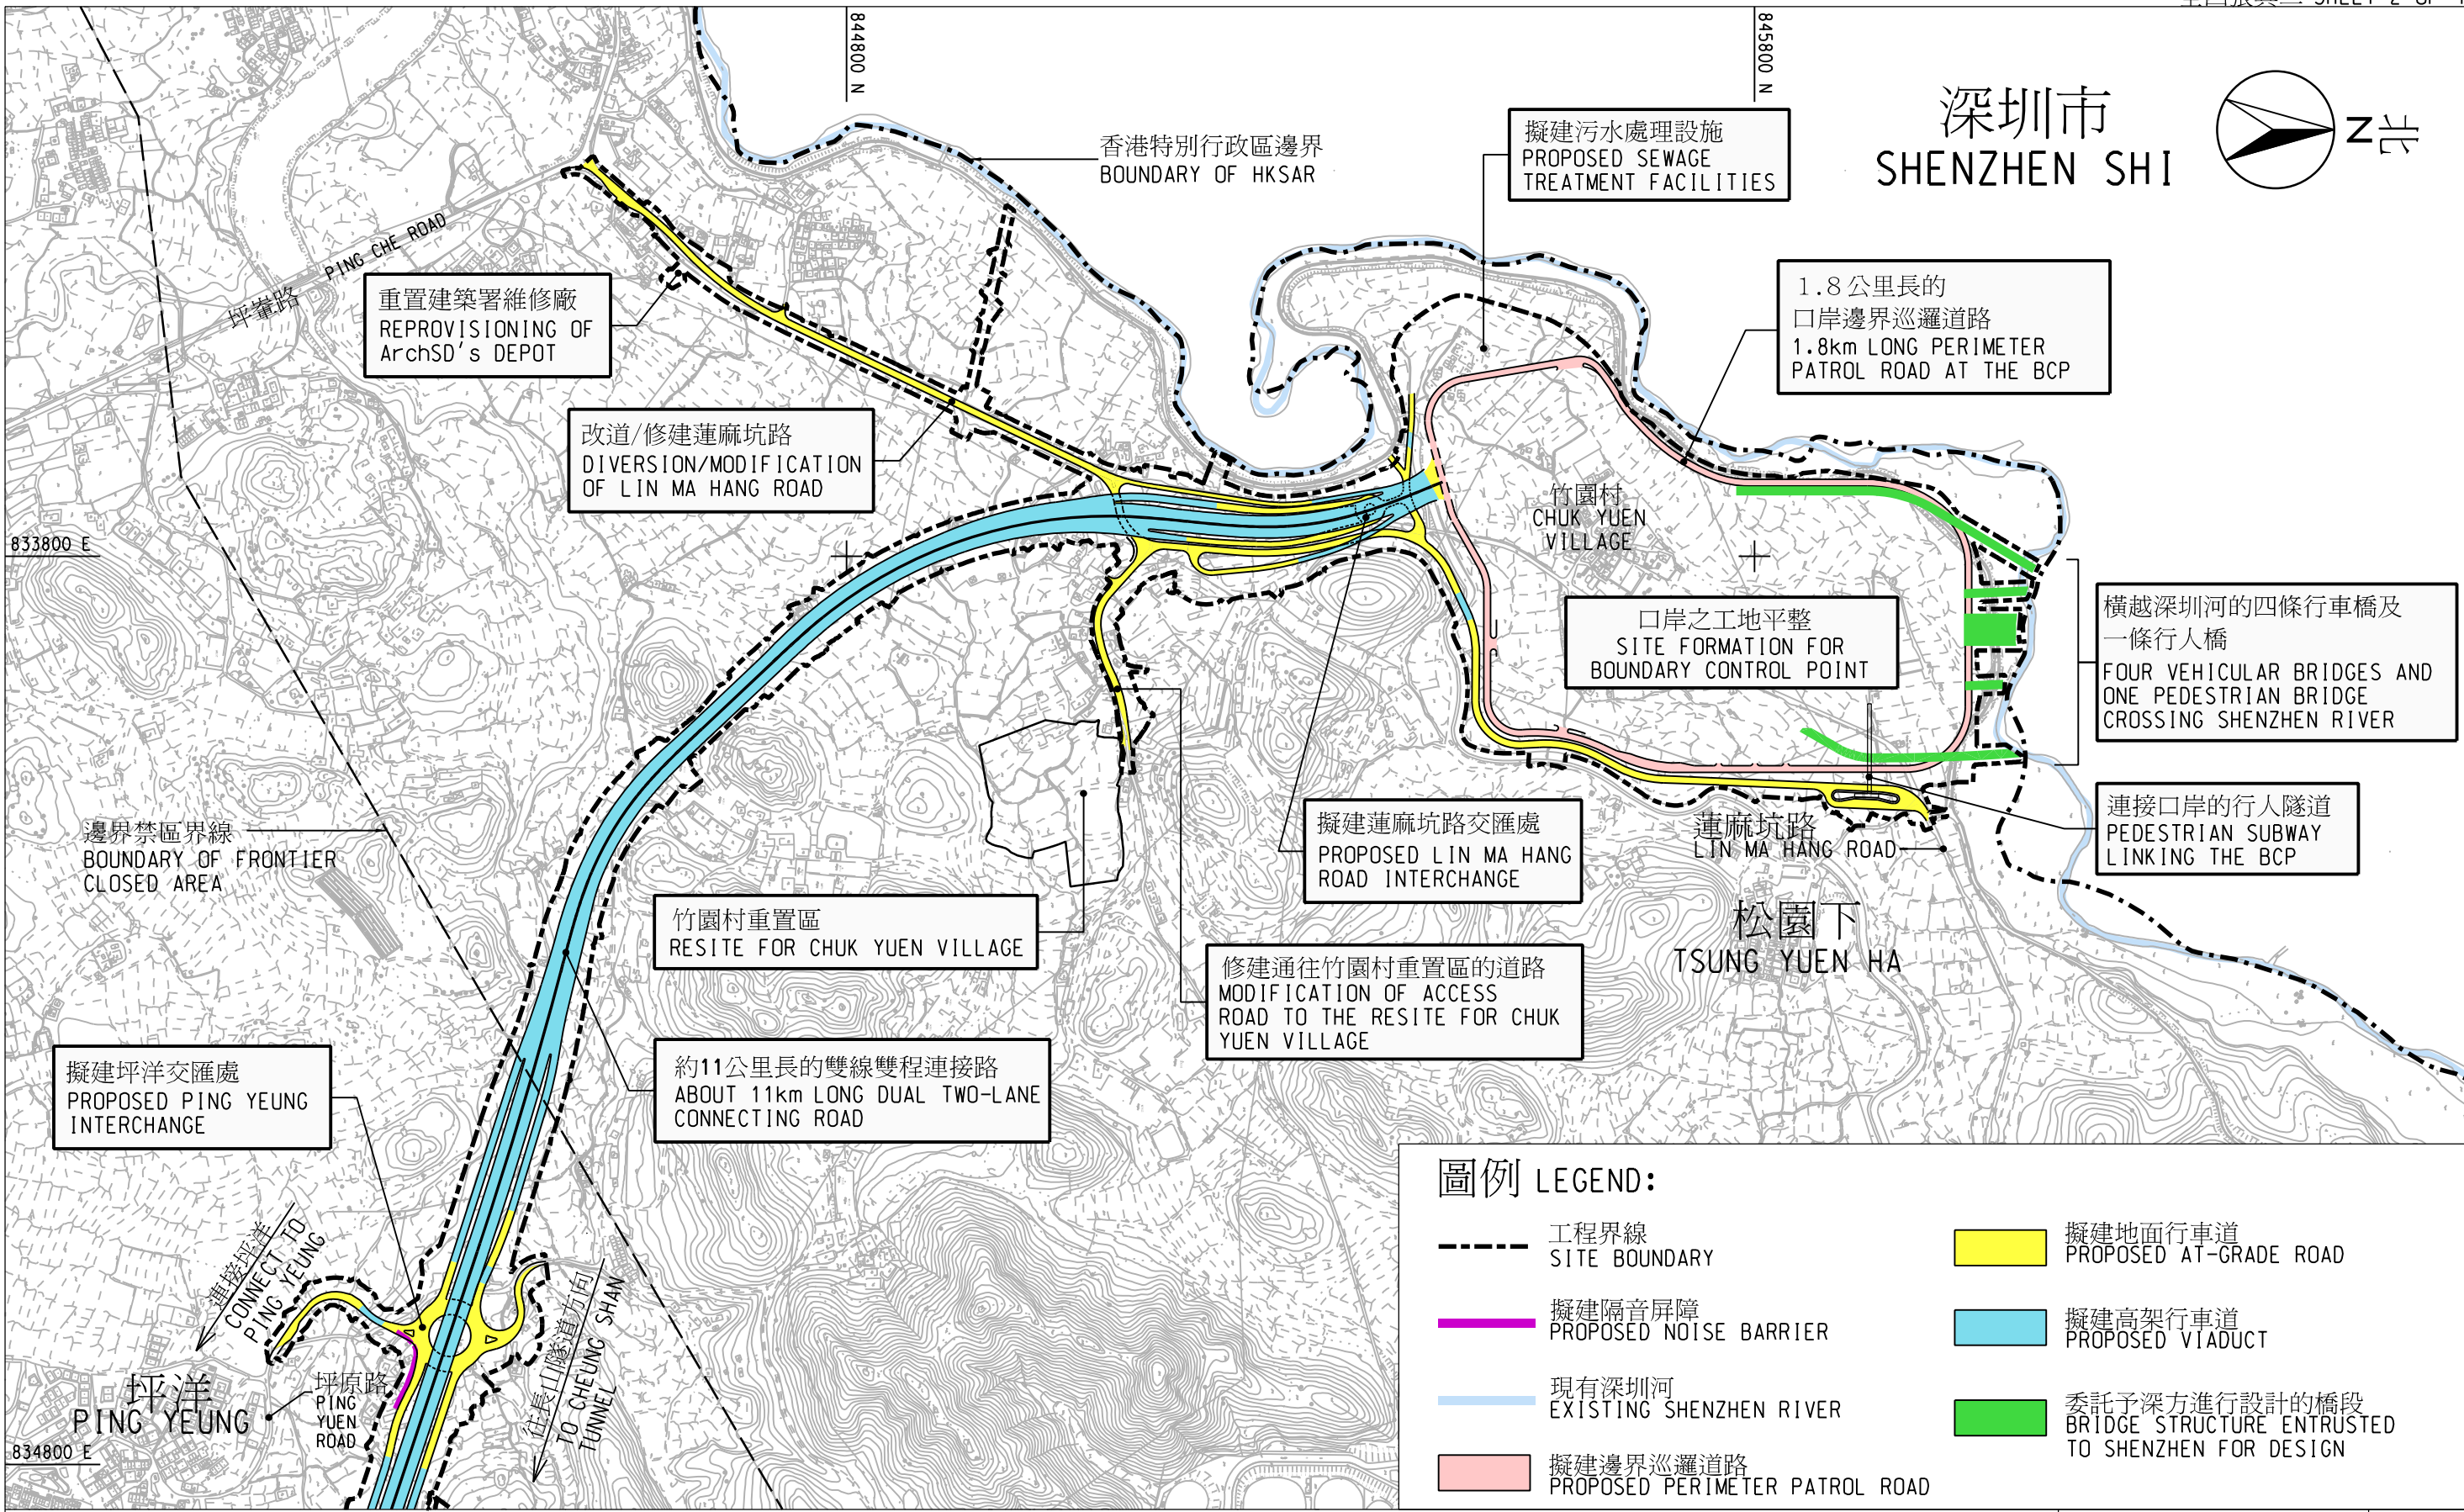 844800 N
845800 N
深圳市
SHENZHEN SHI
N
北
香港特別行政區邊界
BOUNDARY OF HKSAR
擬建污水處理設施
PROPOSED SEWAGE
TREATMENT FACILITIES
坪輋路
PING CHE ROAD
重置建築署維修廠
REPROVISIONING OF
ArchSD's DEPOT
1.8公里長的
口岸邊界巡邏道路
1.8km LONG PERIMETER
PATROL ROAD AT THE BCP
改道/修建蓮麻坑路
DIVERSION/MODIFICATION
OF LIN MA HANG ROAD
竹園村
CHUK YUEN
VILLAGE
833800 E
口岸之工地平整
SITE FORMATION FOR
BOUNDARY CONTROL POINT
橫越深圳河的四條行車橋及
一條行人橋
FOUR VEHICULAR BRIDGES AND
ONE PEDESTRIAN BRIDGE
CROSSING SHENZHEN RIVER
邊界禁區界線
BOUNDARY OF FRONTIER
CLOSED AREA
擬建蓮麻坑路交匯處
PROPOSED LIN MA HANG
ROAD INTERCHANGE
蓮麻坑路
LIN MA HANG ROAD
連接口岸的行人隧道
PEDESTRIAN SUBWAY
LINKING THE BCP
竹園村重置區
RESITE FOR CHUK YUEN VILLAGE
松園下
TSUNG YUEN HA
修建通往竹園村重置區的道路
MODIFICATION OF ACCESS
ROAD TO THE RESITE FOR CHUK
YUEN VILLAGE
擬建坪洋交匯處
PROPOSED PING YEUNG
INTERCHANGE
約11公里長的雙線雙程連接路
ABOUT 11km LONG DUAL TWO-LANE
CONNECTING ROAD
連接坪洋
CONNECT TO
PING YEUNG
往長山隧道方向
TO CHEUNG SHAN
TUNNEL
坪洋
PING YEUNG
坪原路
PING
YUEN
ROAD
834800 E
圖例 LEGEND:
工程界線
SITE BOUNDARY
擬建隔音屏障
PROPOSED NOISE BARRIER
現有深圳河
EXISTING SHENZHEN RIVER
擬建邊界巡邏道路
PROPOSED PERIMETER PATROL ROAD
擬建地面行車道
PROPOSED AT-GRADE ROAD
擬建高架行車道
PROPOSED VIADUCT
委託予深方進行設計的橋段
BRIDGE STRUCTURE ENTRUSTED
TO SHENZHEN FOR DESIGN